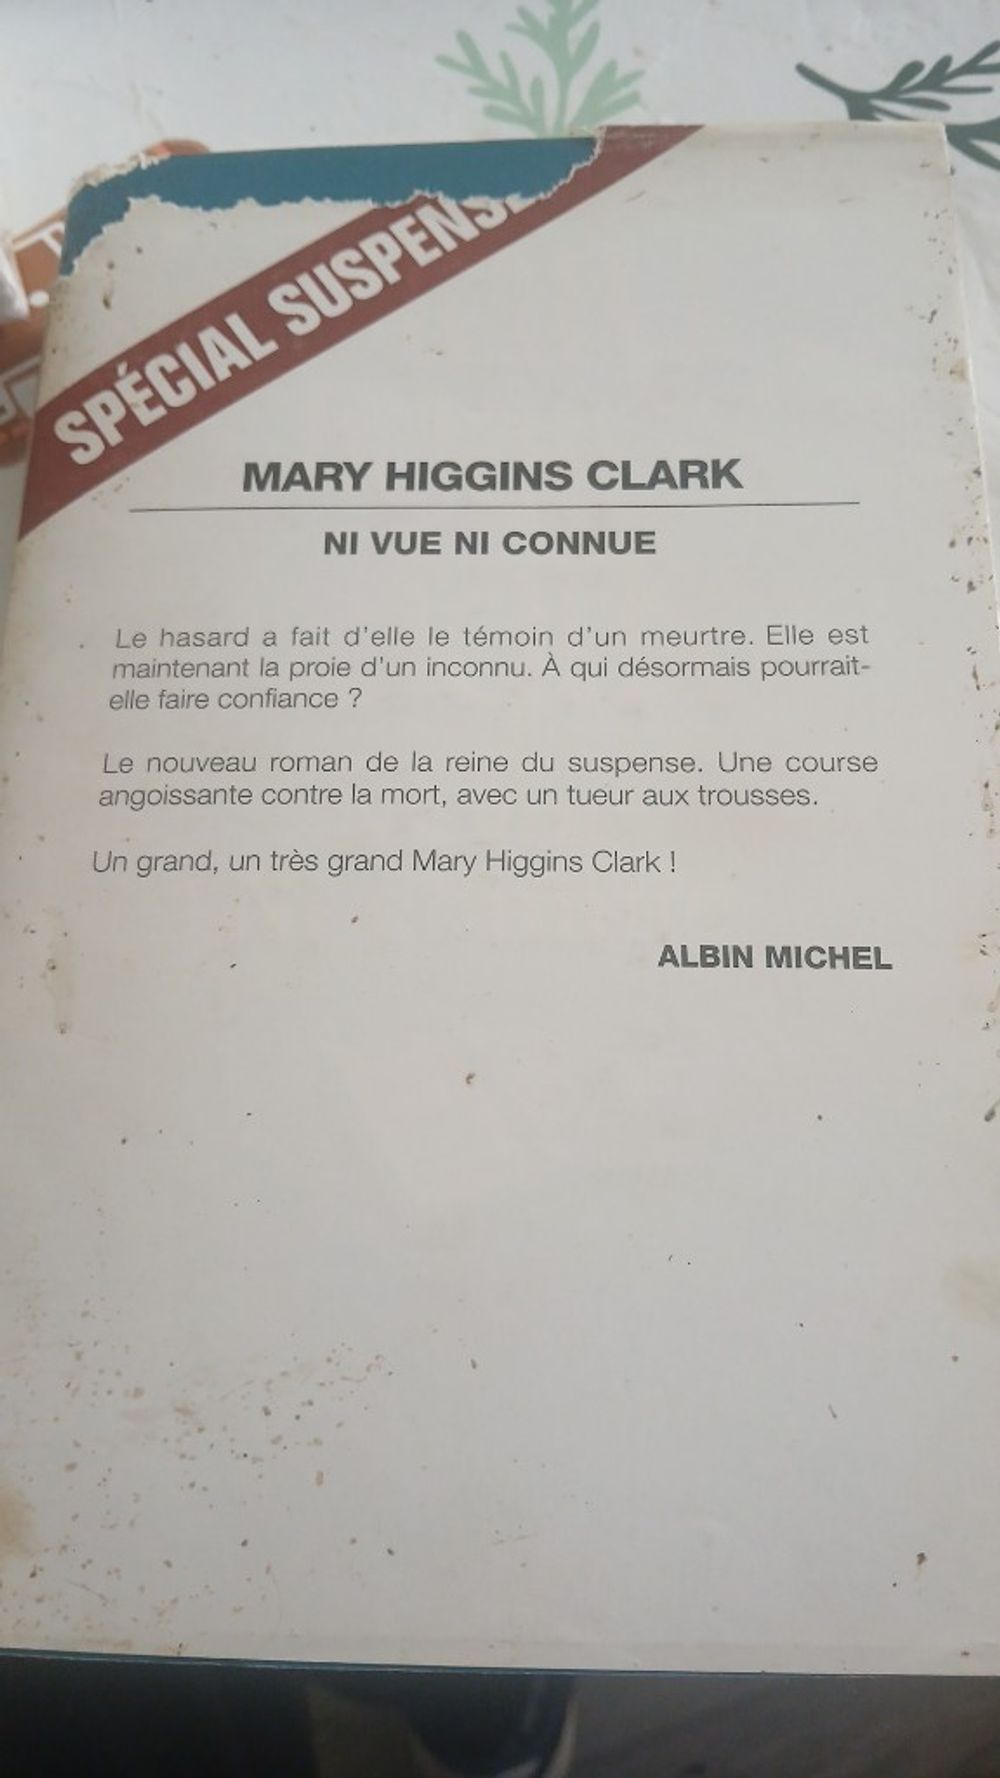 SPÉCIAL SUSPENSE
MARY HIGGINS CLARK
NI VUE NI CONNUE
Le hasard a fait d'elle le témoin d'un meurtre. Elle est
maintenant la proie d'un inconnu. À qui désormais pourrait-
elle faire confiance ?
Le nouveau roman de la reine du suspense. Une course
angoissante contre la mort, avec un tueur aux trousses.
Un grand, un très grand Mary Higgins Clark !
ALBIN MICHEL